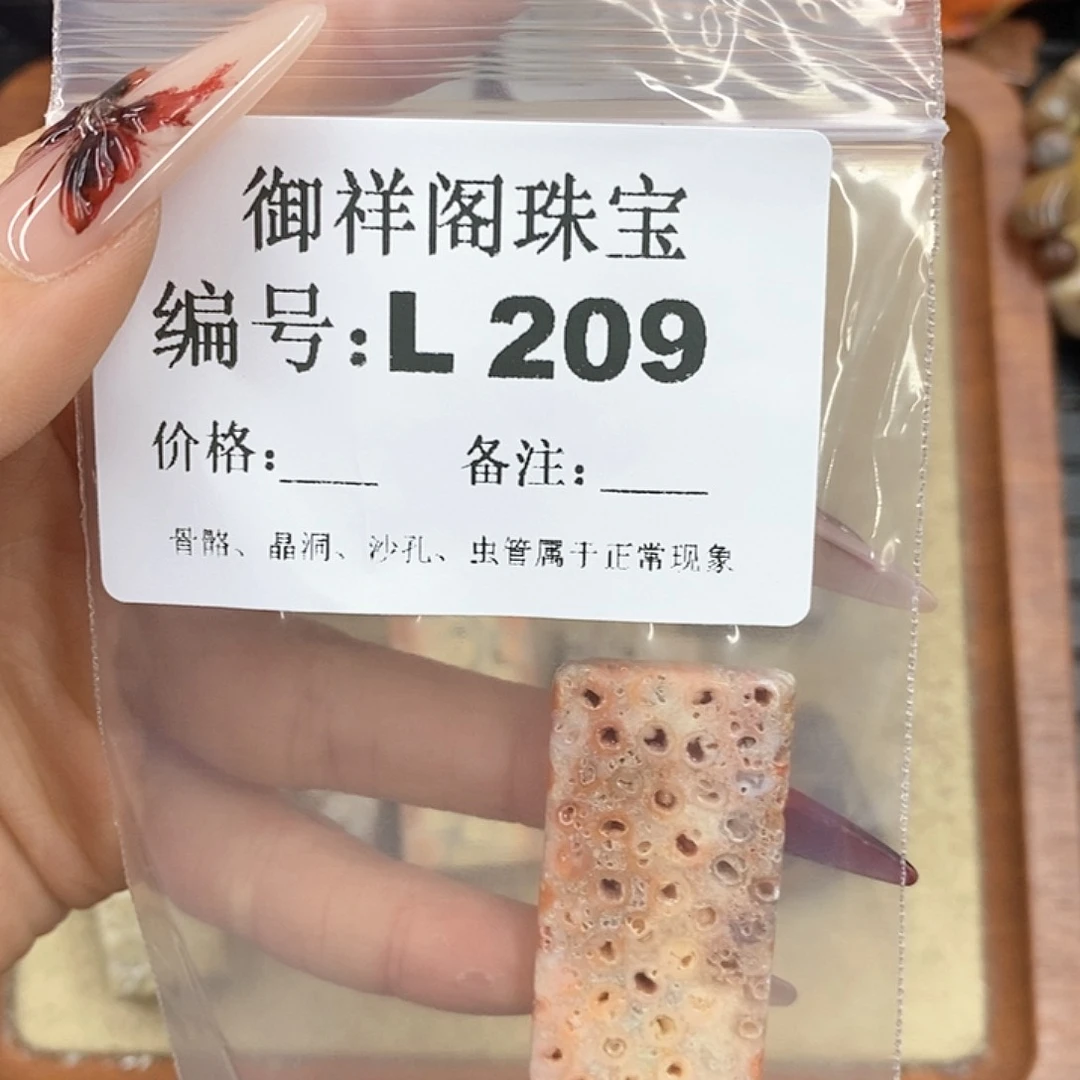 御祥阁珠宝
编号:L 209
价格:____ 备注:____
骨骼、晶洞、沙孔、虫管属于正常现象